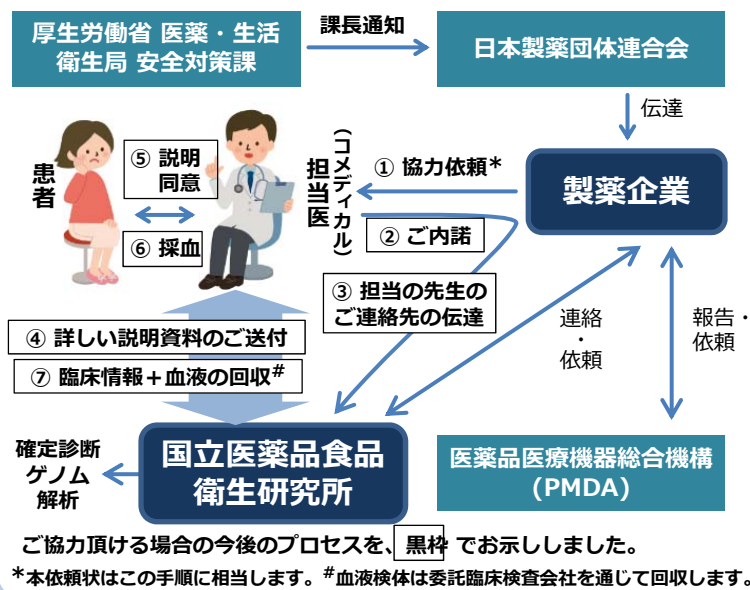 厚生労働省 医薬・生活
衛生局 安全対策課
課長通知
日本製薬団体連合会
伝達
製薬企業
① 協力依頼*
(コメディカル)
担当医
② ご内諾
患者
⑤ 説明
同意
⑥ 採血
③ 担当の先生の
ご連絡先の伝達
④ 詳しい説明資料のご送付
⑦ 臨床情報+血液の回収#
連絡
・
依頼
報告・
依頼
国立医薬品食品
衛生研究所
確定診断
ゲノム
解析
医薬品医療機器総合機構
(PMDA)
ご協力頂ける場合の今後のプロセスを、黒枠 でお示ししました。
*本依頼状はこの手順に相当します。#血液検体は委託臨床検査会社を通じて回収します。